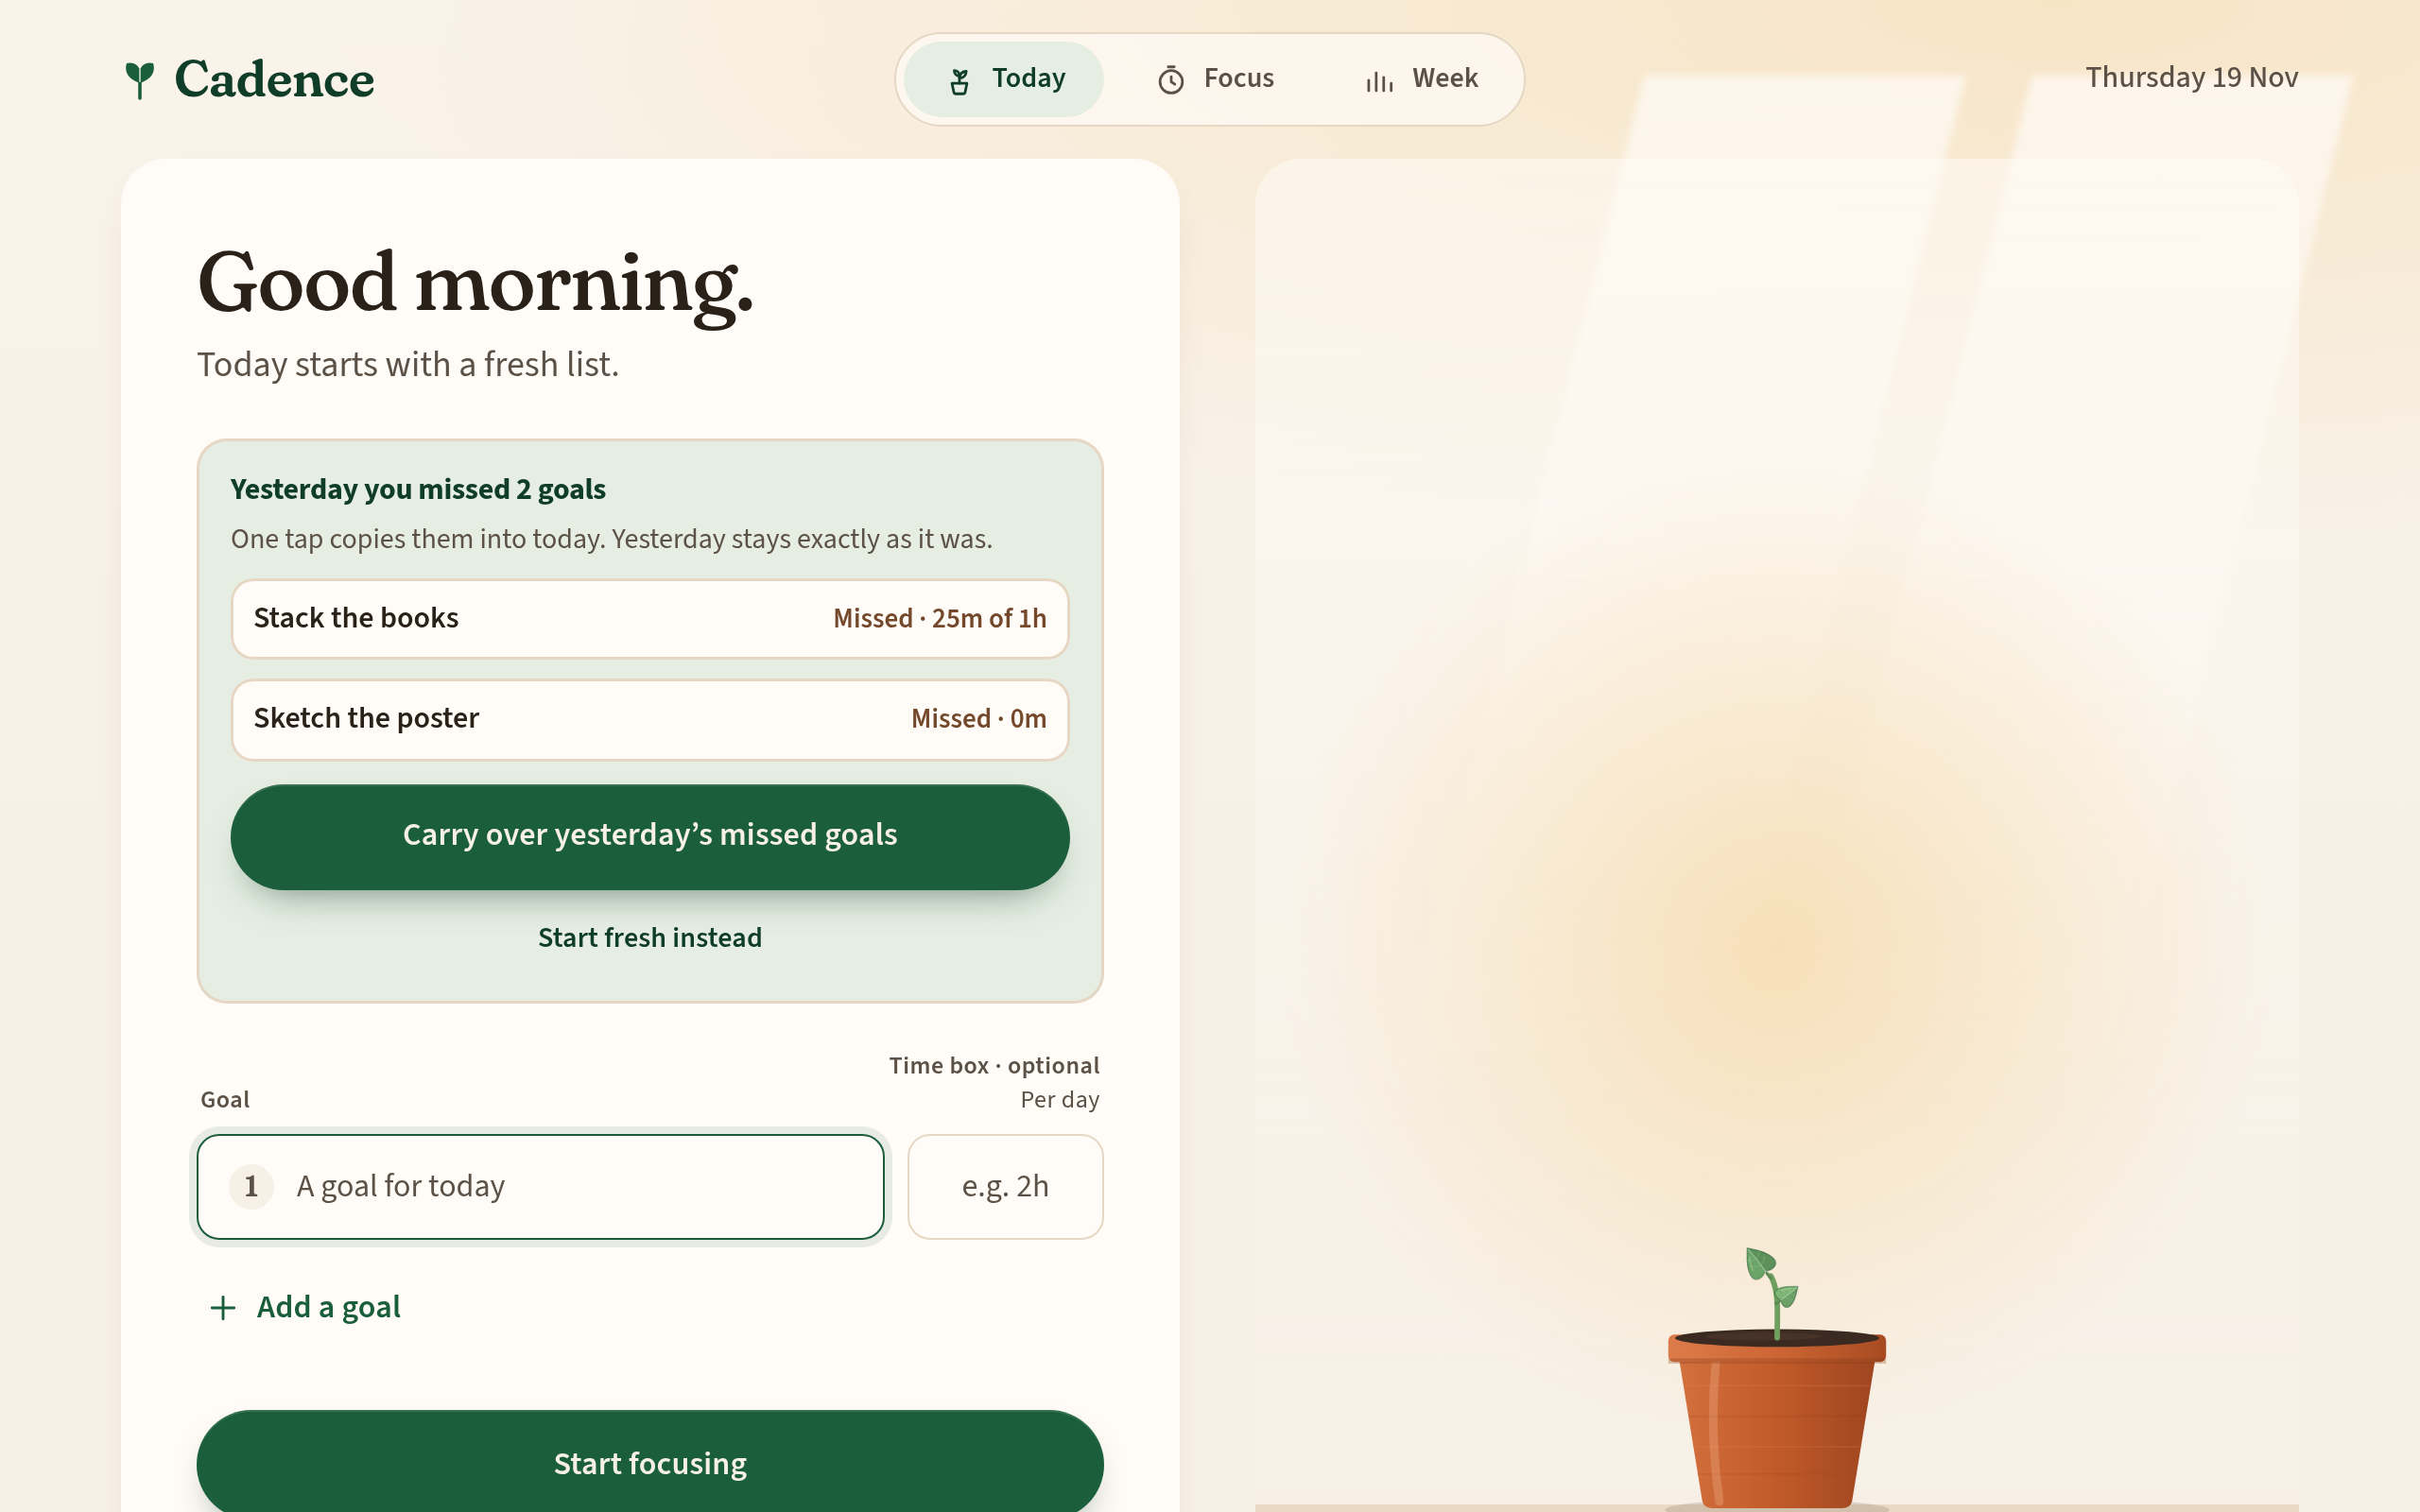 Cadence
Today
Focus
Week
Thursday 19 Nov
Good morning.
Today starts with a fresh list.
Yesterday you missed 2 goals
One tap copies them into today. Yesterday stays exactly as it was.
Stack the books
Missed · 25m of 1h
Sketch the poster
Missed · 0m
Carry over yesterday’s missed goals
Start fresh instead
Time box · optional
Goal
Per day
1 A goal for today
e.g. 2h
+ Add a goal
Start focusing